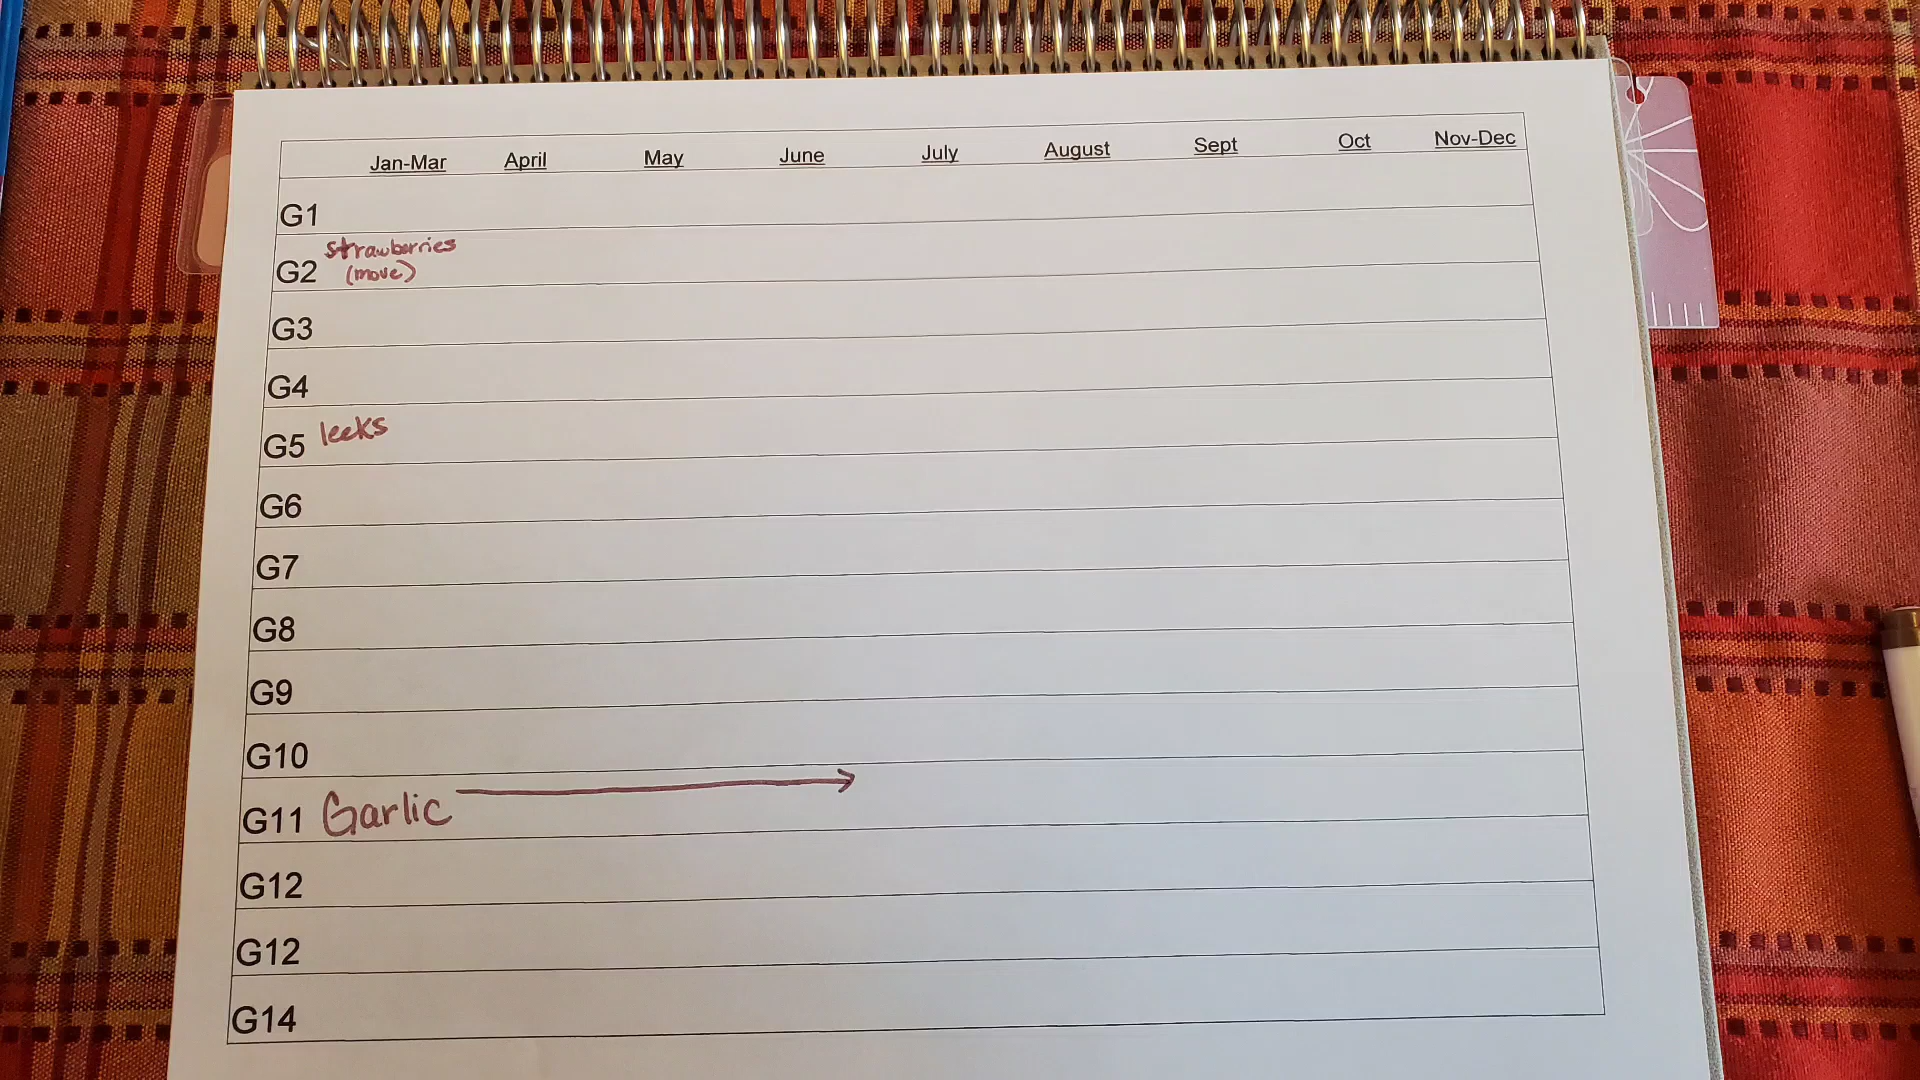 Jan-Mar April May June July August Sept Oct Nov-Dec
G1
G2 strawberries
(move)
G3
G4
G5 leeks
G6
G7
G8
G9
G10
G11 Garlic
G12
G12
G14